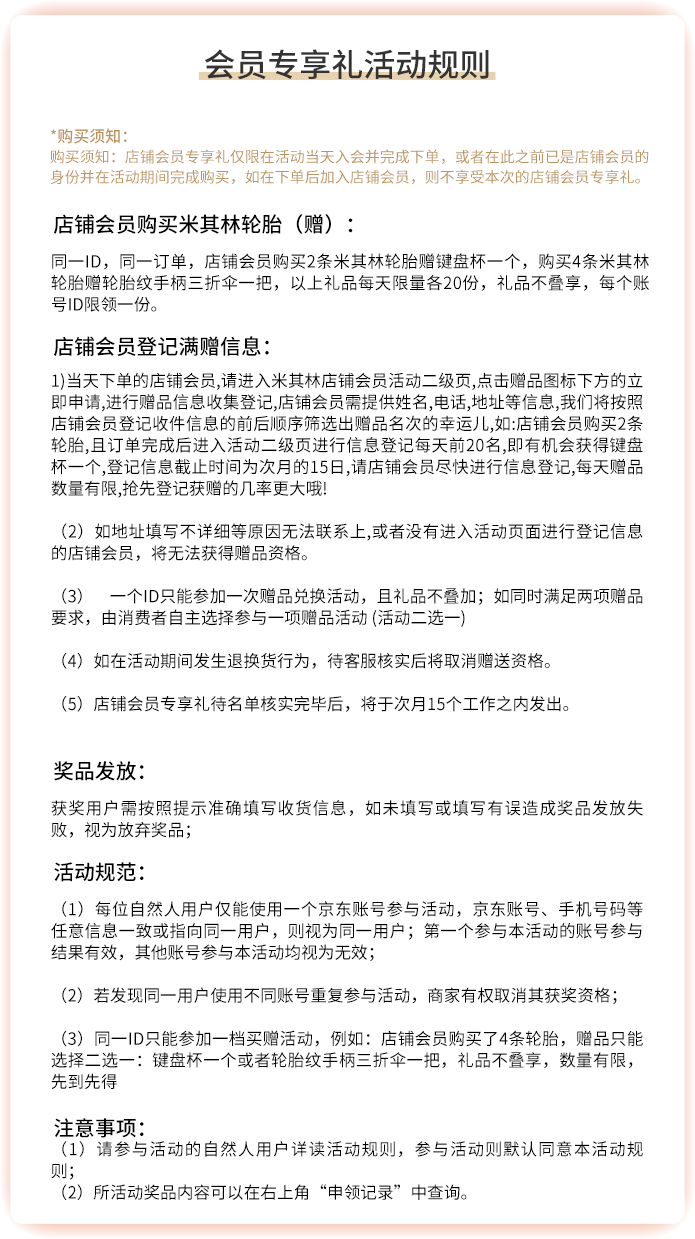 会员专享礼活动规则
*购买须知：
购买须知：店铺会员专享礼仅限在活动当天入会并完成下单，或者在此之前已是店铺会员的
身份并在活动期间完成购买，如在下单后加入店铺会员，则不享受本次的店铺会员专享礼。
店铺会员购买米其林轮胎（赠）：
同一ID，同一订单，店铺会员购买2条米其林轮胎赠键盘杯一个，购买4条米其林
轮胎赠轮胎纹手柄三折伞一把，以上礼品每天限量各20份，礼品不叠享，每个账
号ID限领一份。
店铺会员登记满赠信息：
1)当天下单的店铺会员,请进入米其林店铺会员活动二级页,点击赠品图标下方的立
即申请,进行赠品信息收集登记,店铺会员需提供姓名,电话,地址等信息,我们将按照
店铺会员登记收件信息的前后顺序筛选出赠品名次的幸运儿,如:店铺会员购买2条
轮胎,且订单完成后进入活动二级页进行信息登记每天前20名,即有机会获得键盘
杯一个,登记信息截止时间为次月的15日,请店铺会员尽快进行信息登记,每天赠品
数量有限,抢先登记获赠的几率更大哦!
（2）如地址填写不详细等原因无法联系上,或者没有进入活动页面进行登记信息
的店铺会员，将无法获得赠品资格。
（3） 一个ID只能参加一次赠品兑换活动，且礼品不叠加；如同时满足两项赠品
要求，由消费者自主选择参与一项赠品活动 (活动二选一)
（4）如在活动期间发生退换货行为，待客服核实后将取消赠送资格。
（5）店铺会员专享礼待名单核实完毕后，将于次月15个工作之内发出。
奖品发放：
获奖用户需按照提示准确填写收货信息，如未填写或填写有误造成奖品发放失
败，视为放弃奖品；
活动规范：
（1）每位自然人用户仅能使用一个京东账号参与活动，京东账号、手机号码等
任意信息一致或指向同一用户，则视为同一用户；第一个参与本活动的账号参与
结果有效，其他账号参与本活动均视为无效；
（2）若发现同一用户使用不同账号重复参与活动，商家有权取消其获奖资格；
（3）同一ID只能参加一档买赠活动，例如：店铺会员购买了4条轮胎，赠品只能
选择二选一：键盘杯一个或者轮胎纹手柄三折伞一把，礼品不叠享，数量有限，
先到先得
注意事项：
（1）请参与活动的自然人用户详读活动规则，参与活动则默认同意本活动规
则；
（2）所活动奖品内容可以在右上角“申领记录”中查询。